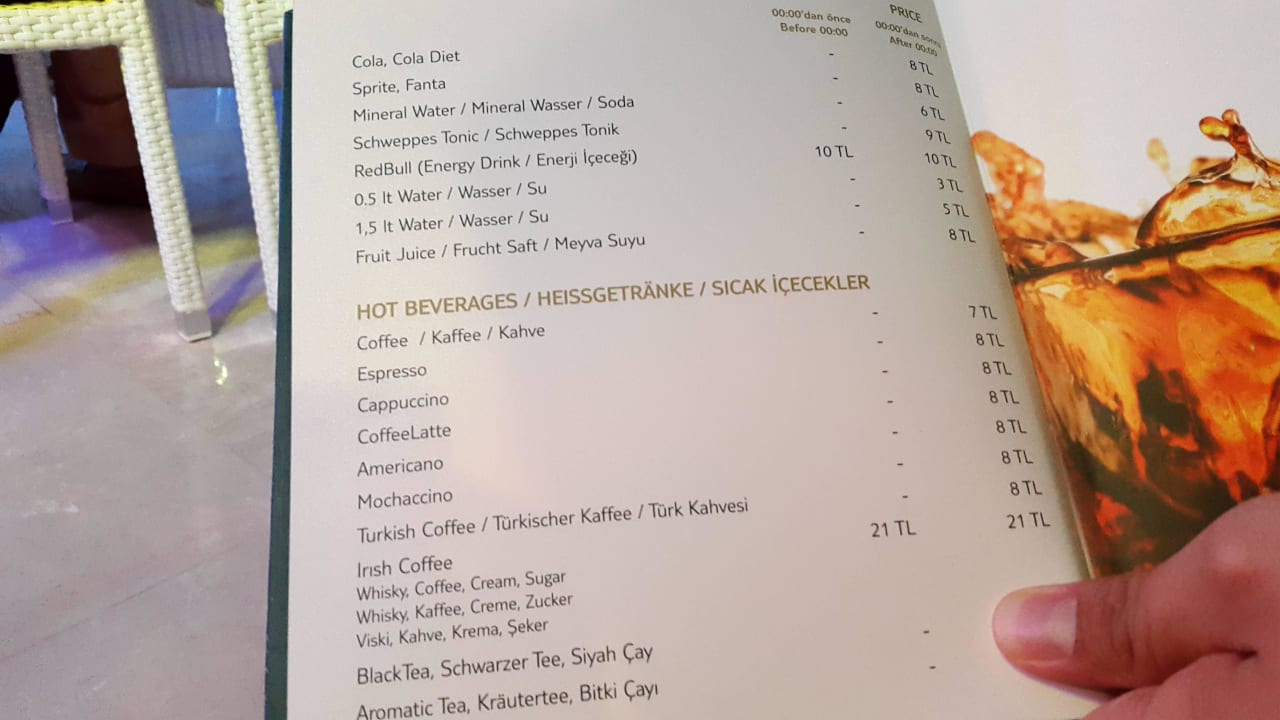 PRICE
00:00'dan önce 00:00'dan sonra
Before 00:00 After 00:00
Cola, Cola Diet - 8 TL
Sprite, Fanta - 8 TL
Mineral Water / Mineral Wasser / Soda - 6 TL
Schweppes Tonic / Schweppes Tonik - 9 TL
RedBull (Energy Drink / Enerji İçeceği) 10 TL 10 TL
0.5 lt Water / Wasser / Su - 3 TL
1,5 lt Water / Wasser / Su - 5 TL
Fruit Juice / Frucht Saft / Meyva Suyu - 8 TL
HOT BEVERAGES / HEISSGETRÄNKE / SICAK İÇECEKLER
Coffee / Kaffee / Kahve - 7 TL
Espresso - 8 TL
Cappuccino - 8 TL
CoffeeLatte - 8 TL
Americano - 8 TL
Mochaccino - 8 TL
Turkish Coffee / Türkischer Kaffee / Türk Kahvesi - 8 TL
Irısh Coffee 21 TL 21 TL
Whisky, Coffee, Cream, Sugar
Whisky, Kaffee, Creme, Zucker
Viski, Kahve, Krema, Şeker
BlackTea, Schwarzer Tee, Siyah Çay -
Aromatic Tea, Kräutertee, Bitki Çayı -